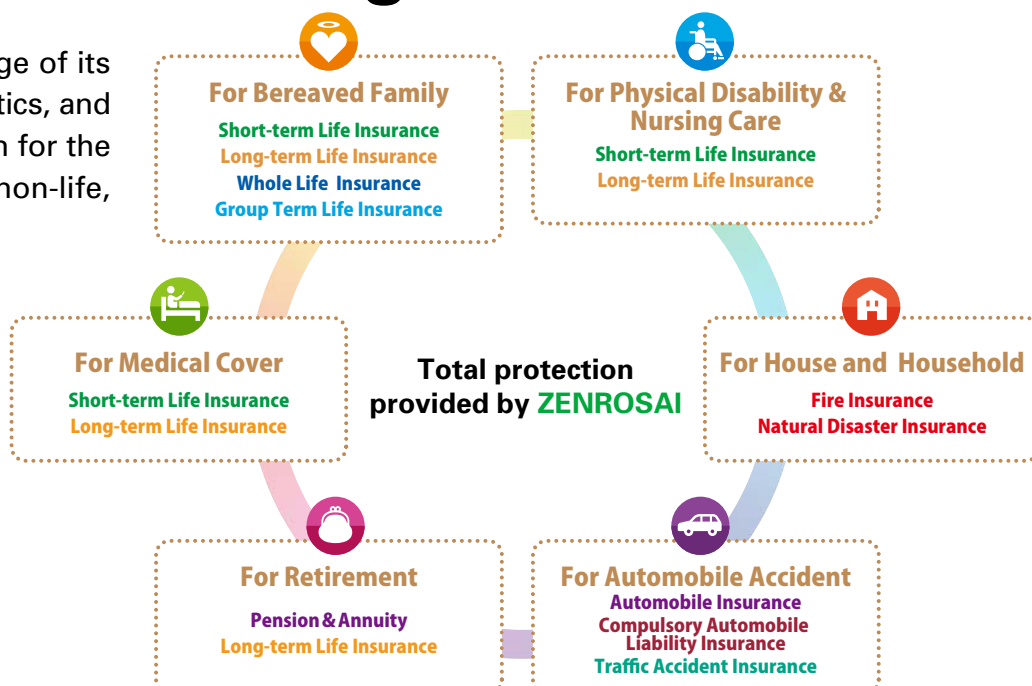 ge of its
tics, and
n for the
non-life,
For Bereaved Family
Short-term Life Insurance
Long-term Life Insurance
Whole Life Insurance
Group Term Life Insurance
For Physical Disability &
Nursing Care
Short-term Life Insurance
Long-term Life Insurance
For Medical Cover
Short-term Life Insurance
Long-term Life Insurance
Total protection
provided by ZENROSAI
For House and Household
Fire Insurance
Natural Disaster Insurance
For Retirement
Pension & Annuity
Long-term Life Insurance
For Automobile Accident
Automobile Insurance
Compulsory Automobile
Liability Insurance
Traffic Accident Insurance